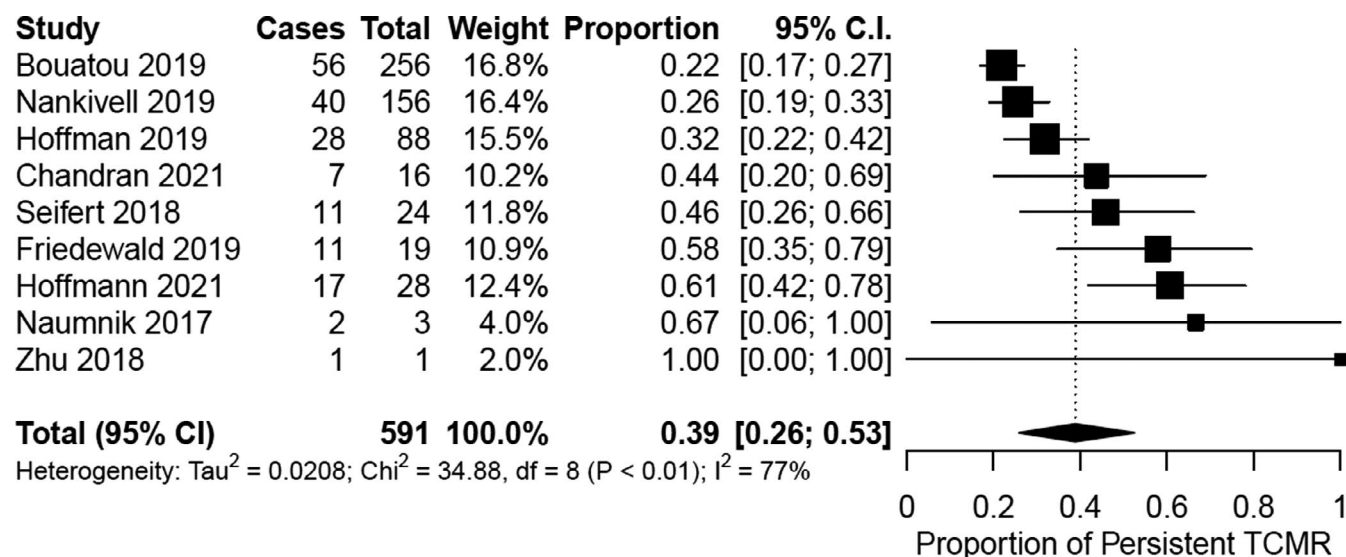 Study Cases Total Weight Proportion 95% C.I.
Bouatou 2019 56 256 16.8% 0.22 [0.17; 0.27]
Nankivell 2019 40 156 16.4% 0.26 [0.19; 0.33]
Hoffman 2019 28 88 15.5% 0.32 [0.22; 0.42]
Chandran 2021 7 16 10.2% 0.44 [0.20; 0.69]
Seifert 2018 11 24 11.8% 0.46 [0.26; 0.66]
Friedewald 2019 11 19 10.9% 0.58 [0.35; 0.79]
Hoffmann 2021 17 28 12.4% 0.61 [0.42; 0.78]
Naumnik 2017 2 3 4.0% 0.67 [0.06; 1.00]
Zhu 2018 1 1 2.0% 1.00 [0.00; 1.00]
Total (95% CI) 591 100.0% 0.39 [0.26; 0.53]
Heterogeneity: Tau² = 0.0208; Chi² = 34.88, df = 8 (P < 0.01); I² = 77%
0 0.2 0.4 0.6 0.8 1
Proportion of Persistent TCMR